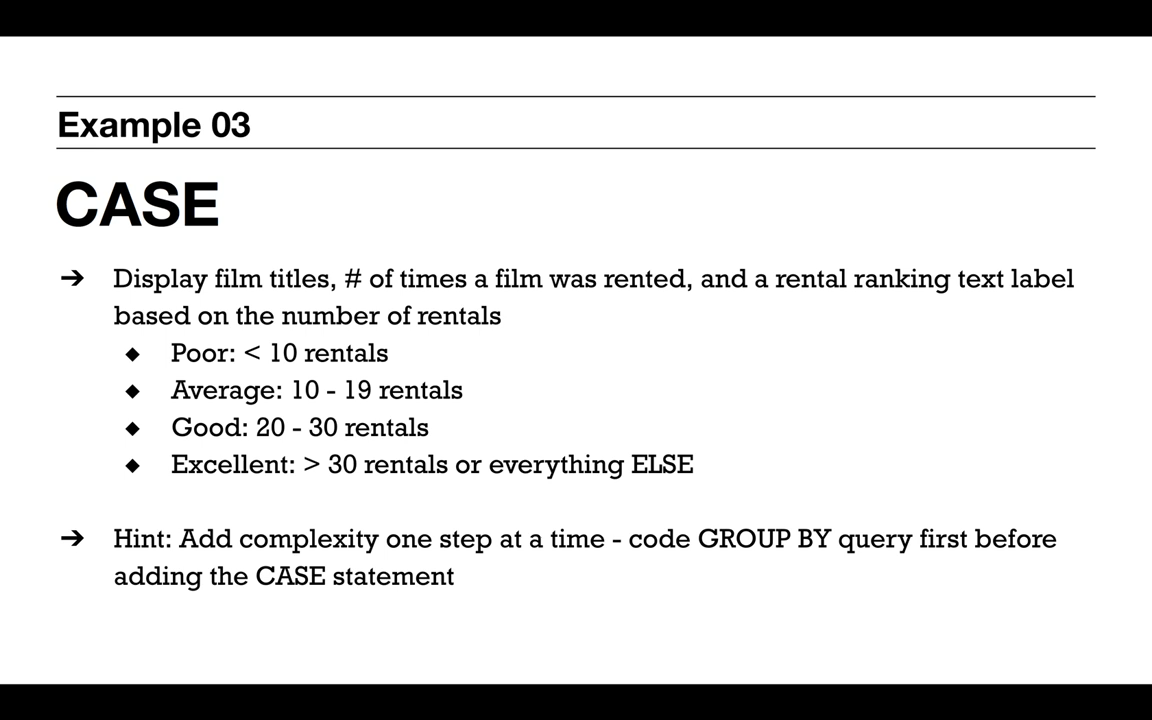 Example 03
CASE
➔ Display film titles, # of times a film was rented, and a rental ranking text label
based on the number of rentals
◆ Poor: < 10 rentals
◆ Average: 10 - 19 rentals
◆ Good: 20 - 30 rentals
◆ Excellent: > 30 rentals or everything ELSE
➔ Hint: Add complexity one step at a time - code GROUP BY query first before
adding the CASE statement